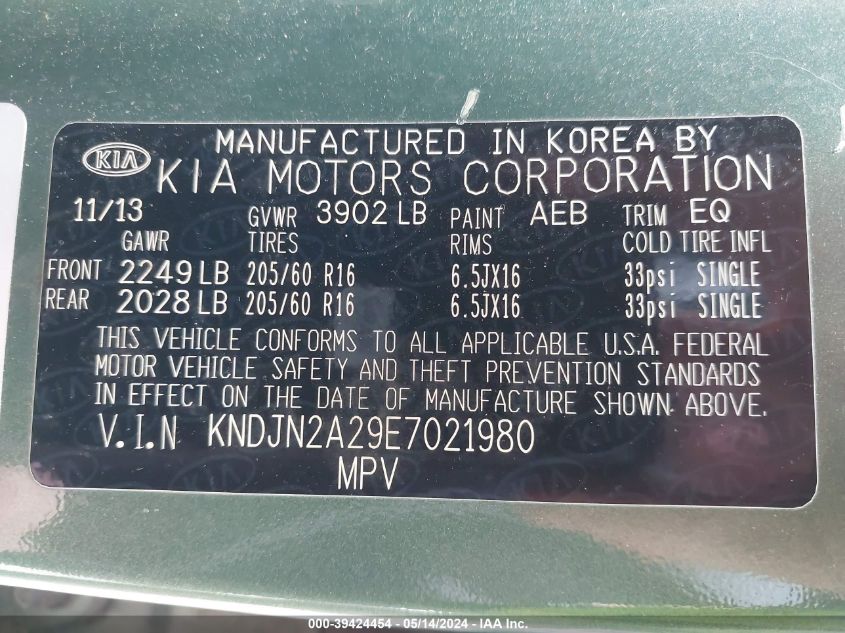 MANUFACTURED IN KOREA BY
KIA KIA MOTORS CORPORATION
11/13 GVWR 3902 LB PAINT AEB TRIM EQ
GAWR TIRES RIMS COLD TIRE INFL
FRONT 2249 LB 205/60 R16 6.5JX16 33psi SINGLE
REAR 2028 LB 205/60 R16 6.5JX16 33psi SINGLE
THIS VEHICLE CONFORMS TO ALL APPLICABLE U.S.A. FEDERAL
MOTOR VEHICLE SAFETY AND THEFT PREVENTION STANDARDS
IN EFFECT ON THE DATE OF MANUFACTURE SHOWN ABOVE.
V.I.N KNDJN2A29E7021980
MPV
000-39424454 - 05/14/2024 - IAA Inc.